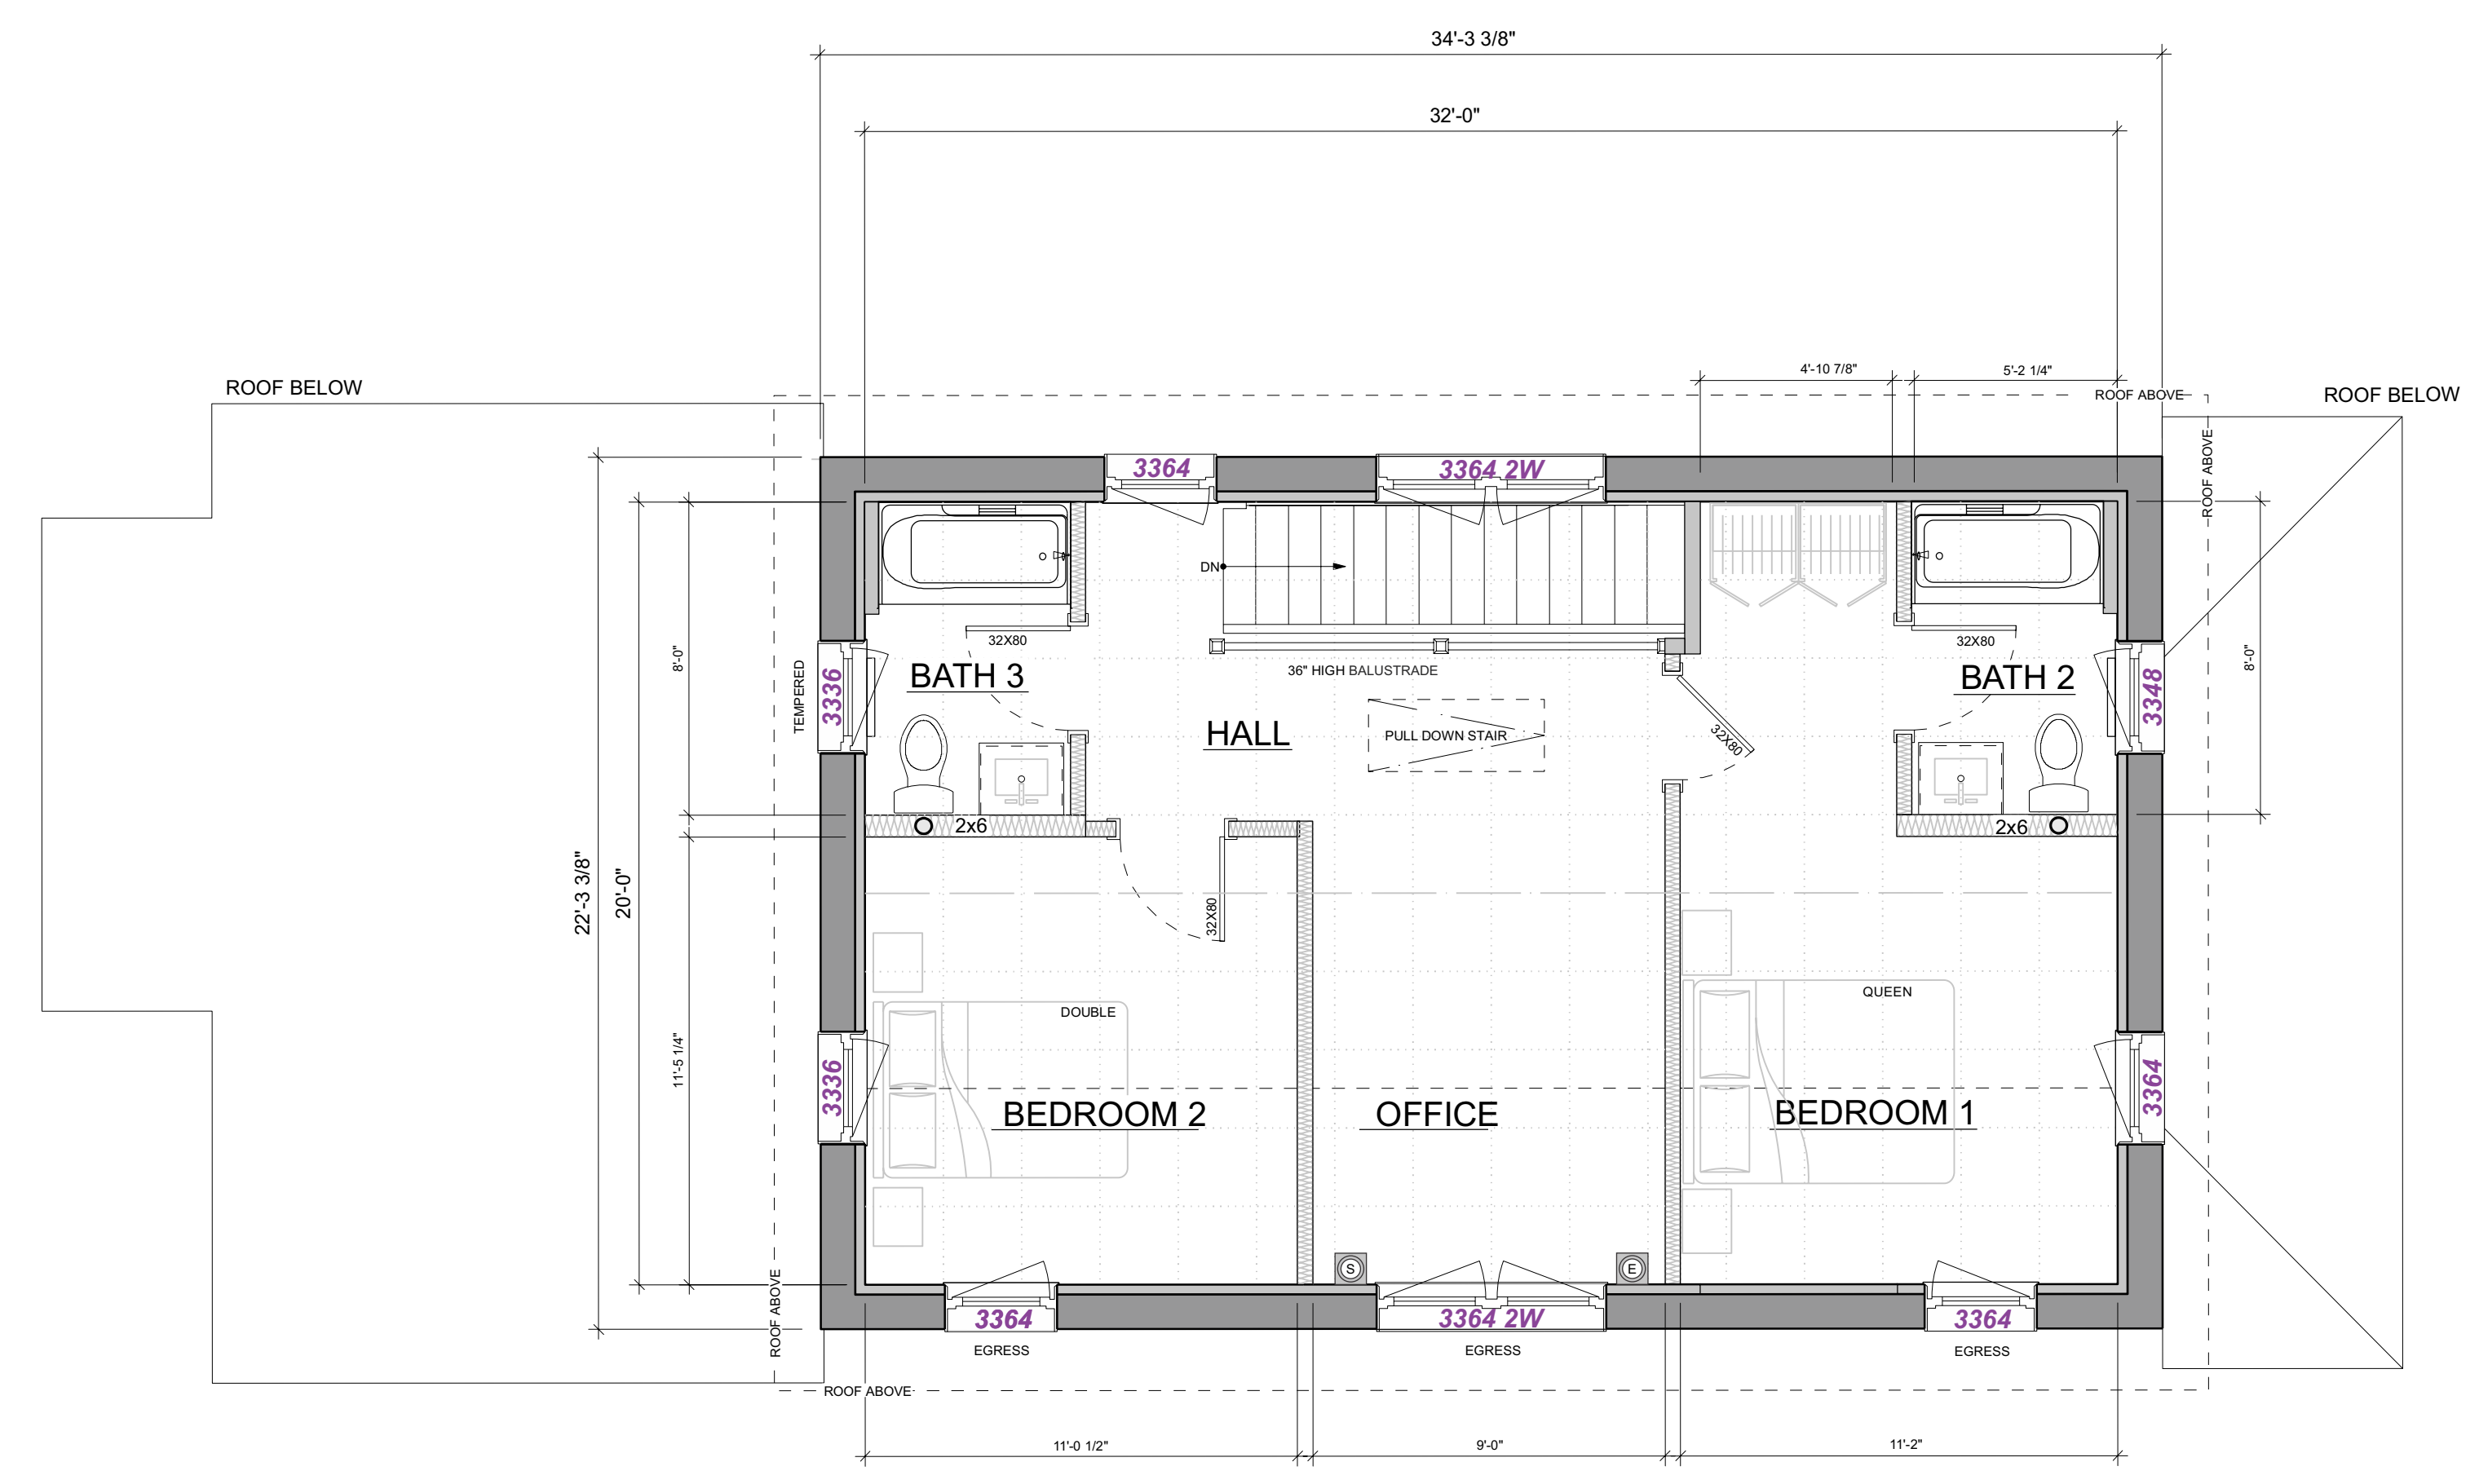 34'-3 3/8"
32'-0"
4'-10 7/8"
5'-2 1/4"
ROOF BELOW
ROOF ABOVE
ROOF BELOW
ROOF ABOVE
3364
3364 2W
DN
32X80
32X80
36" HIGH BALUSTRADE
8'-0"
TEMPERED
3336
BATH 3
BATH 2
3348
8'-0"
HALL
PULL DOWN STAIR
32X80
2x6
2x6
22'-3 3/8"
20'-0"
32X80
DOUBLE
QUEEN
11'-5 1/4"
3336
BEDROOM 2
OFFICE
BEDROOM 1
3364
S
E
ROOF ABOVE
3364
3364 2W
3364
EGRESS
EGRESS
EGRESS
ROOF ABOVE
11'-0 1/2"
9'-0"
11'-2"